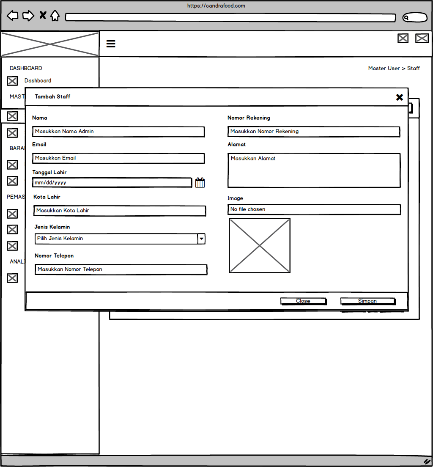 https://candrafood.com
Master User > Staff
DASHBOARD
Dashboard
MAST
BARA
PEMAS
ANAL
Tambah Staff
Nama
Masukkan Nama Admin
Email
Masukkan Email
Tanggal Lahir
mm/dd/yyyy
Kota Lahir
Masukkan Kota Lahir
Jenis Kelamin
Pilih Jenis Kelamin
Nomor Telepon
Masukkan Nomor Telepon
Nomor Rekening
Masukkan Nomor Rekening
Alamat
Masukkan Alamat
Image
No file chosen
Close
Simpan